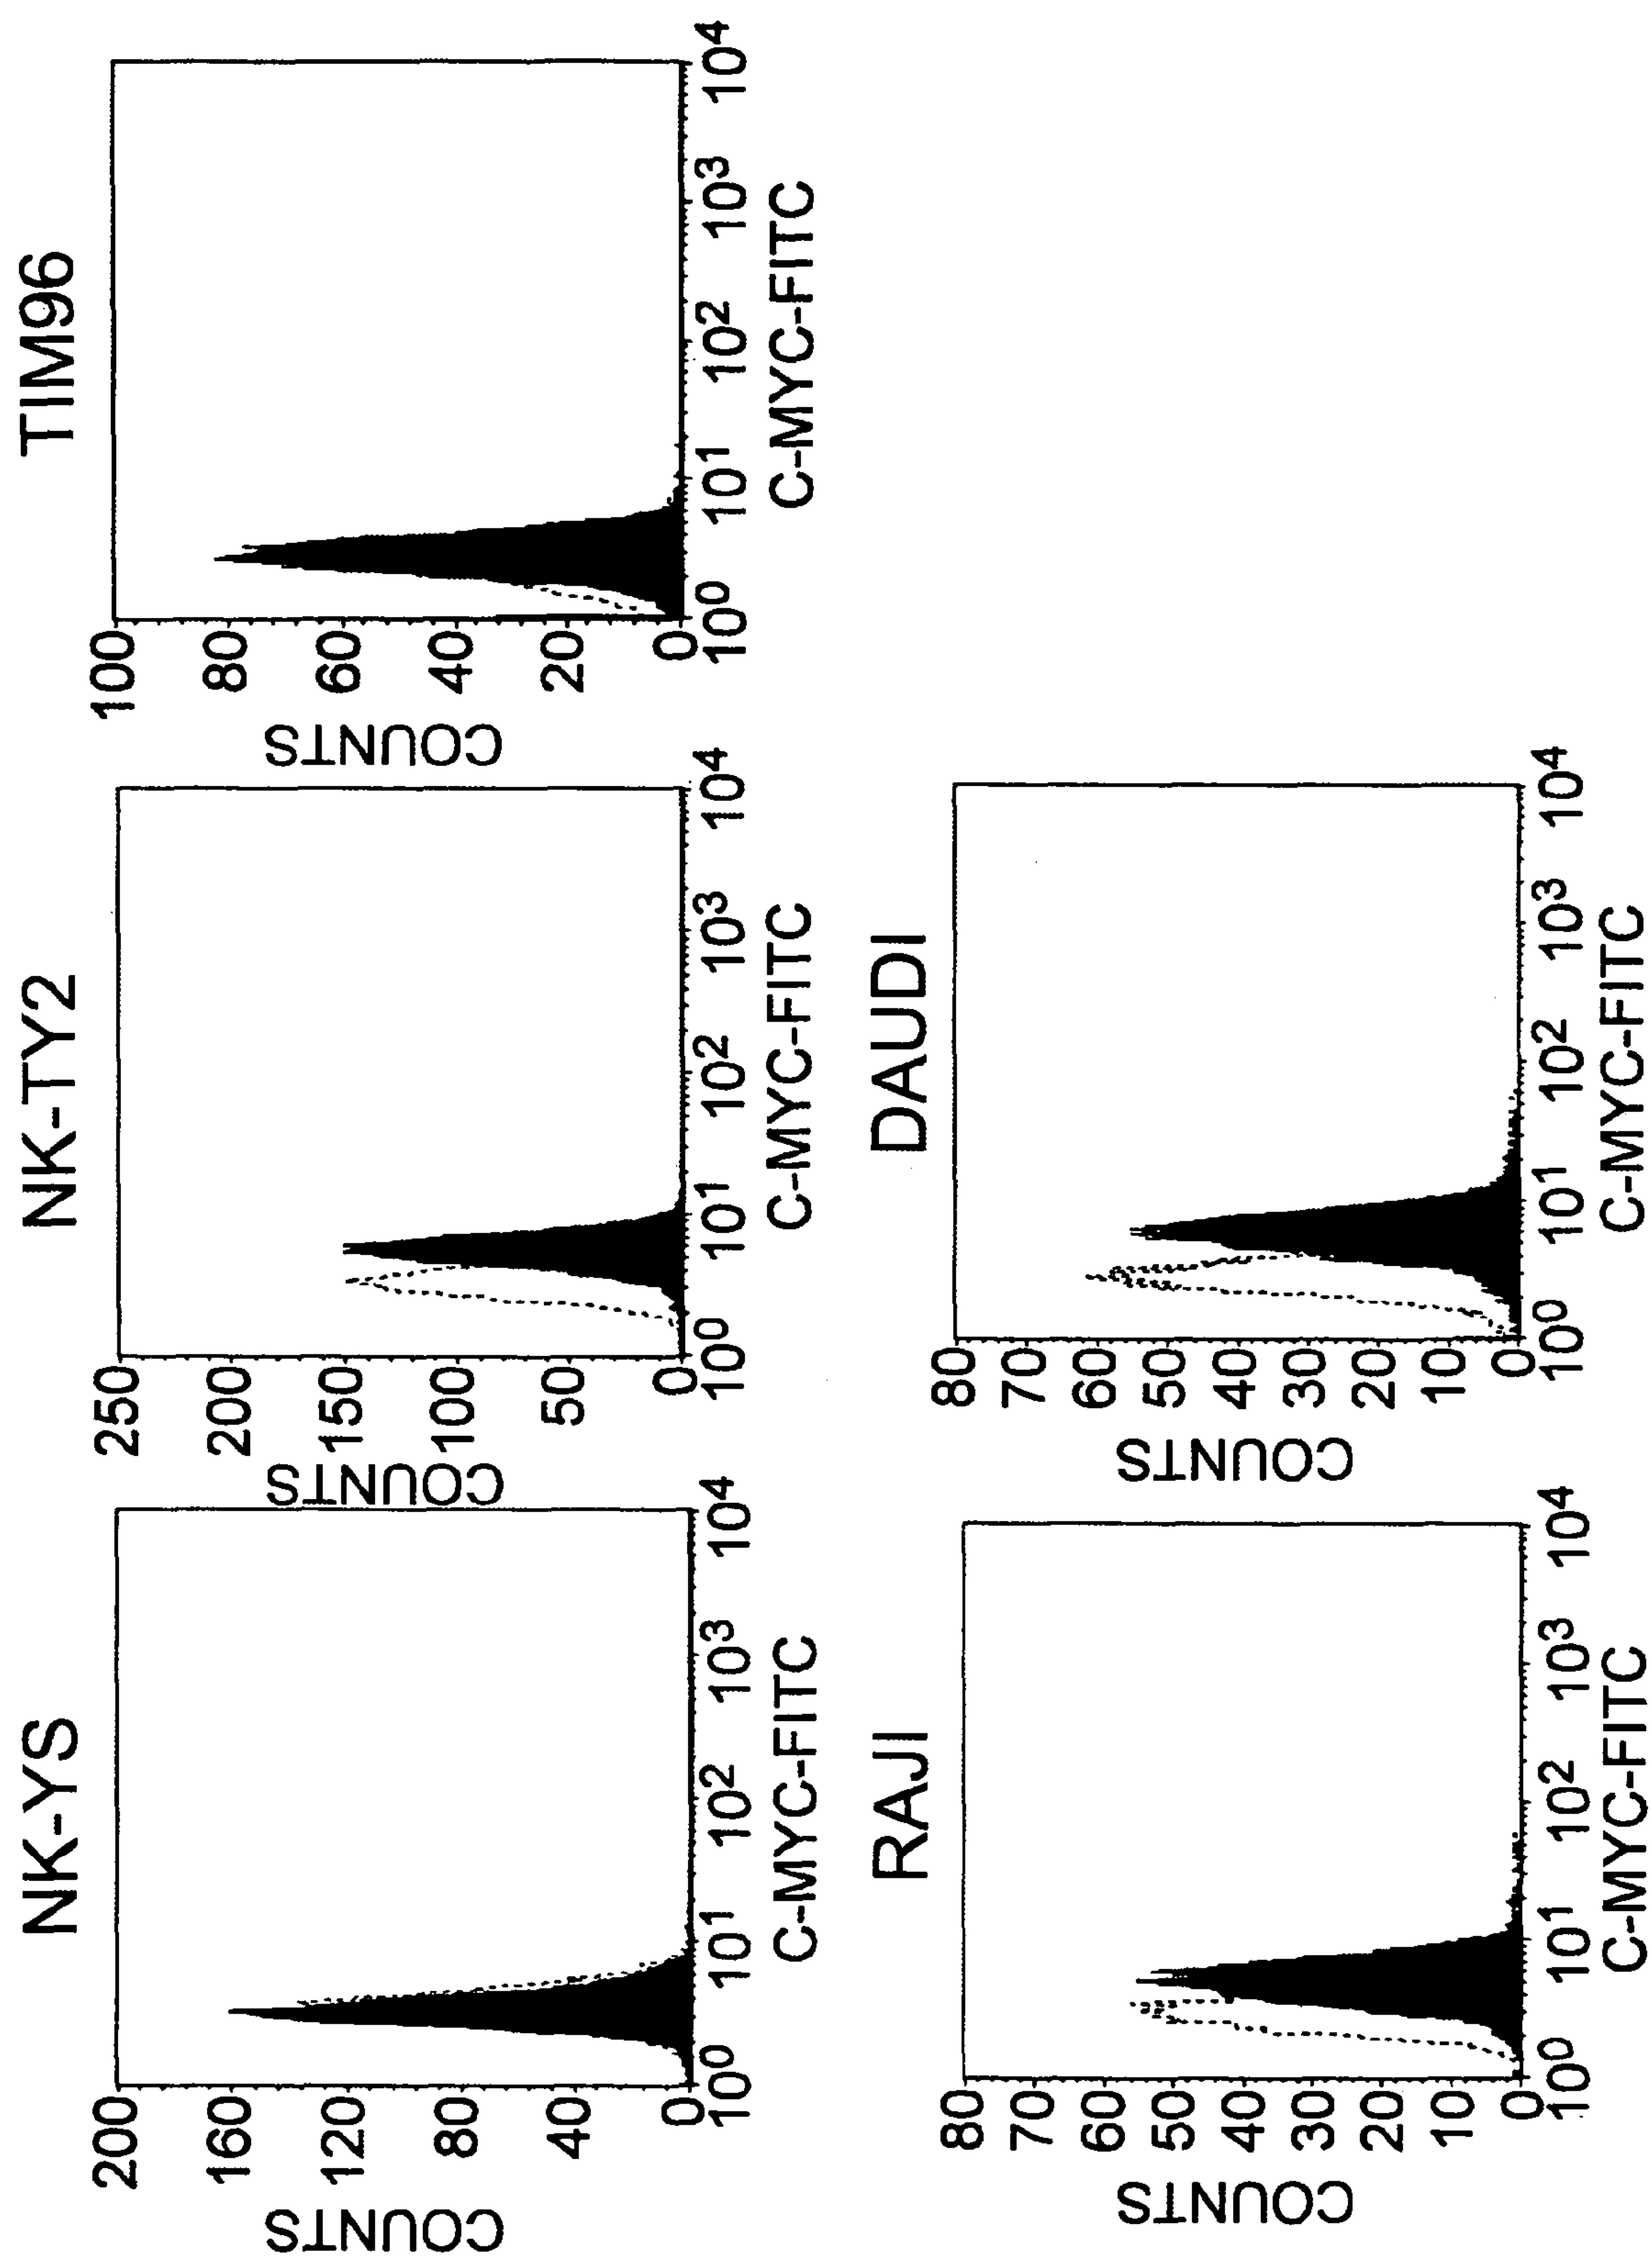 NK-YS
COUNTS
200
160
120
80
40
0
10⁰ 10¹ 10² 10³ 10⁴
C-MYC-FITC
NK-TY2
COUNTS
250
200
150
100
50
0
10⁰ 10¹ 10² 10³ 10⁴
C-MYC-FITC
TIM96
COUNTS
100
80
60
40
20
0
10⁰ 10¹ 10² 10³ 10⁴
C-MYC-FITC
RAJI
COUNTS
80
70
60
50
40
30
20
10
0
10⁰ 10¹ 10² 10³ 10⁴
C-MYC-FITC
DAUDI
COUNTS
80
70
60
50
40
30
20
10
0
10⁰ 10¹ 10² 10³ 10⁴
C-MYC-FITC